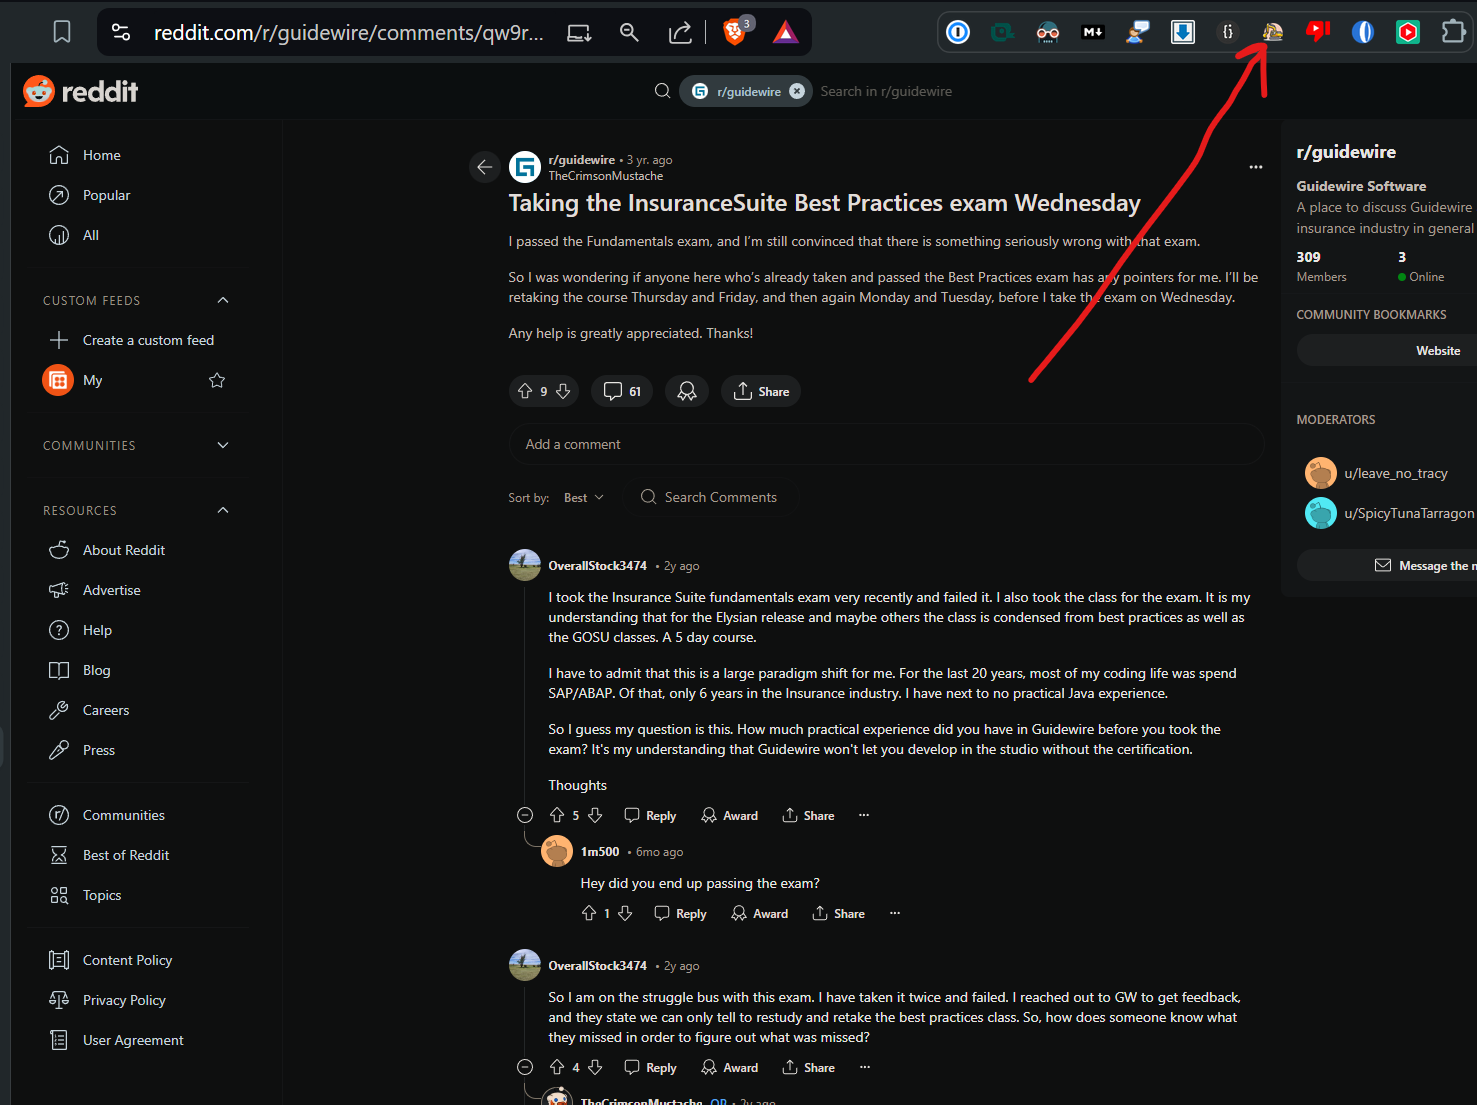 reddit.com/r/guidewire/comments/qw9r...
3
M↓
{}
reddit
r/guidewire
Search in r/guidewire
Home
Popular
All
CUSTOM FEEDS
Create a custom feed
My
COMMUNITIES
RESOURCES
About Reddit
Advertise
Help
Blog
Careers
Press
Communities
Best of Reddit
Topics
Content Policy
Privacy Policy
User Agreement
r/guidewire • 3 yr. ago
TheCrimsonMustache
Taking the InsuranceSuite Best Practices exam Wednesday
I passed the Fundamentals exam, and I’m still convinced that there is something seriously wrong with that exam.
So I was wondering if anyone here who’s already taken and passed the Best Practices exam has any pointers for me. I’ll be
retaking the course Thursday and Friday, and then again Monday and Tuesday, before I take the exam on Wednesday.
Any help is greatly appreciated. Thanks!
9
61
Share
Add a comment
Sort by: Best
Search Comments
OverallStock3474 • 2y ago
I took the Insurance Suite fundamentals exam very recently and failed it. I also took the class for the exam. It is my
understanding that for the Elysian release and maybe others the class is condensed from best practices as well as
the GOSU classes. A 5 day course.
I have to admit that this is a large paradigm shift for me. For the last 20 years, most of my coding life was spend
SAP/ABAP. Of that, only 6 years in the Insurance industry. I have next to no practical Java experience.
So I guess my question is this. How much practical experience did you have in Guidewire before you took the
exam? It's my understanding that Guidewire won't let you develop in the studio without the certification.
Thoughts
5 Reply Award Share ···
1m500 • 6mo ago
Hey did you end up passing the exam?
1 Reply Award Share ···
OverallStock3474 • 2y ago
So I am on the struggle bus with this exam. I have taken it twice and failed. I reached out to GW to get feedback,
and they state we can only tell to restudy and retake the best practices class. So, how does someone know what
they missed in order to figure out what was missed?
4 Reply Award Share ···
TheCrimsonMustache OP • 2y ago
r/guidewire
Guidewire Software
A place to discuss Guidewire
insurance industry in general
309 3
Members Online
COMMUNITY BOOKMARKS
Website
MODERATORS
u/leave_no_tracy
u/SpicyTunaTarragon
Message the